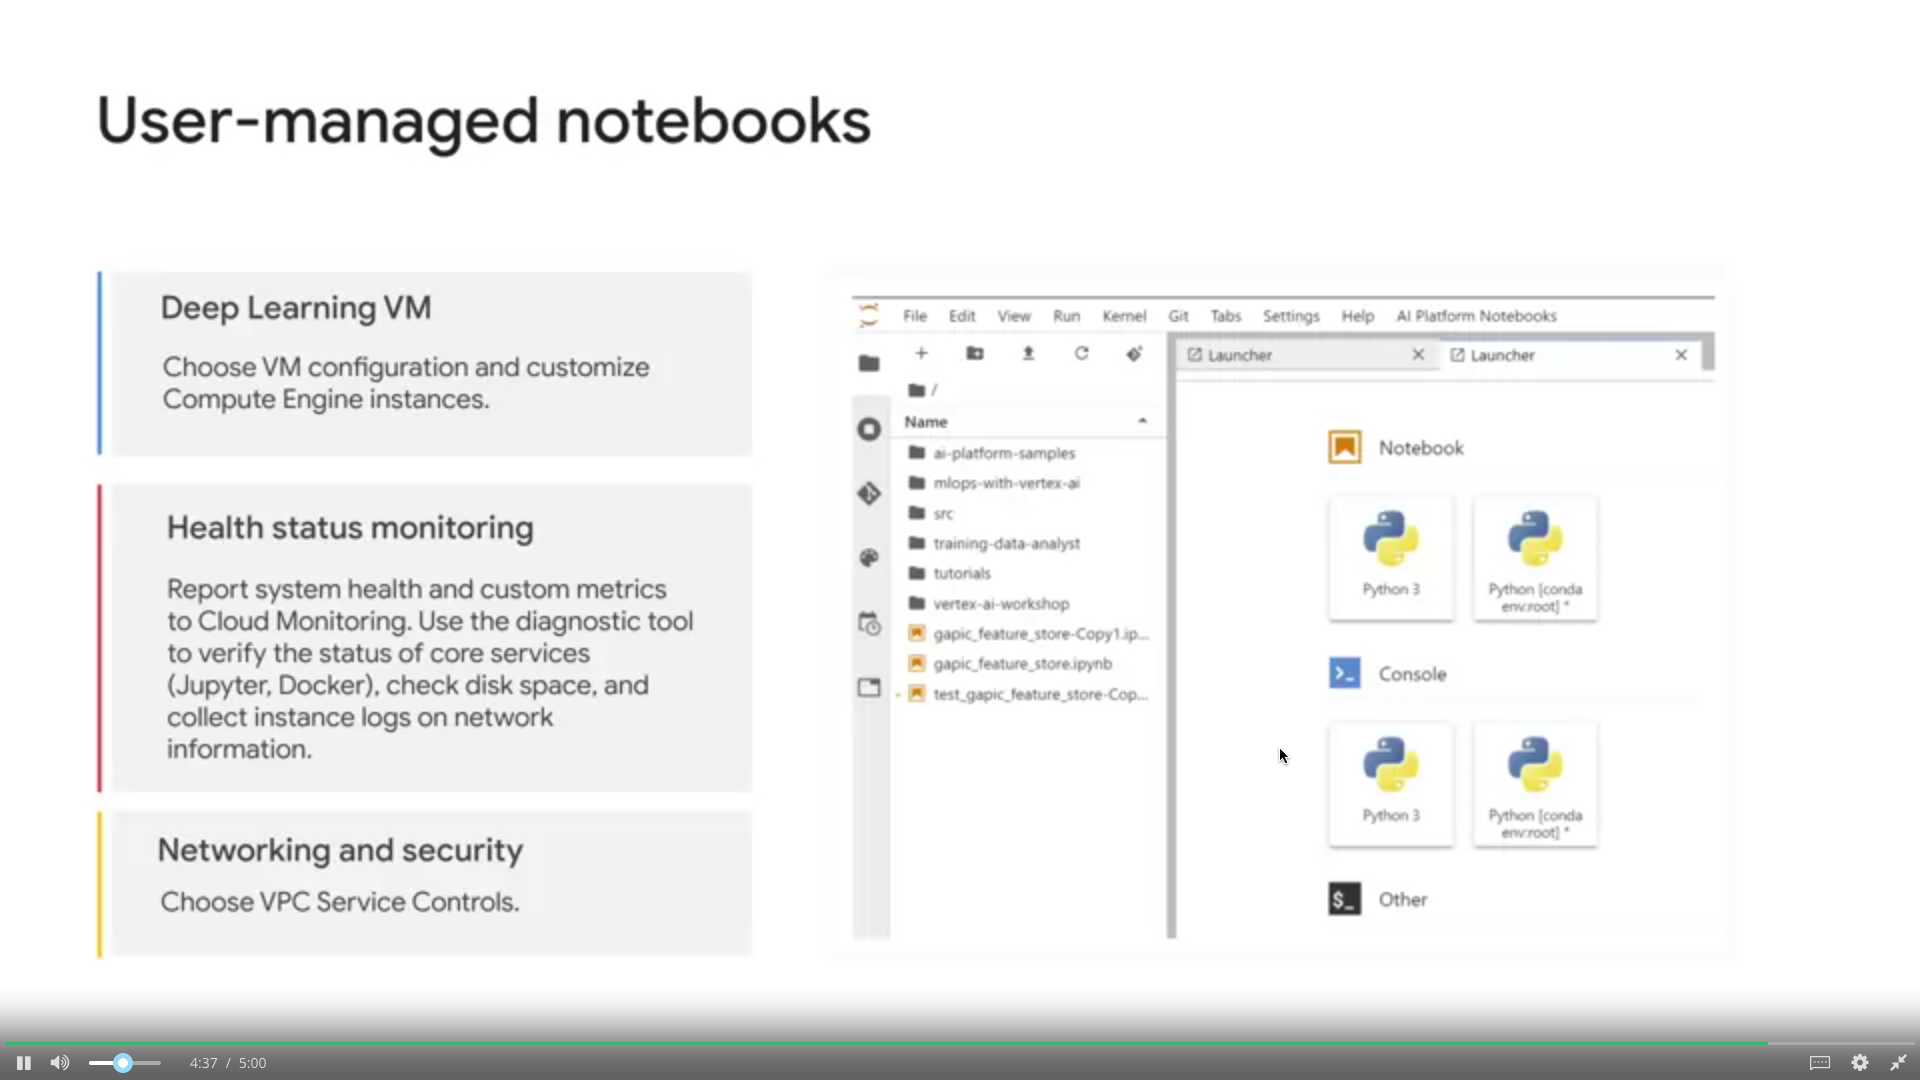 User-managed notebooks
Deep Learning VM
Choose VM configuration and customize
Compute Engine instances.
Health status monitoring
Report system health and custom metrics
to Cloud Monitoring. Use the diagnostic tool
to verify the status of core services
(Jupyter, Docker), check disk space, and
collect instance logs on network
information.
Networking and security
Choose VPC Service Controls.
File Edit View Run Kernel Git Tabs Settings Help AI Platform Notebooks
Launcher
Launcher
/
Name
ai-platform-samples
mlops-with-vertex-ai
src
training-data-analyst
tutorials
vertex-ai-workshop
gapic_feature_store-Copy1.ip...
gapic_feature_store.ipynb
test_gapic_feature_store-Cop...
Notebook
Python 3
Python [conda
env:root] *
Console
Python 3
Python [conda
env:root] *
$_ Other
4:37 / 5:00